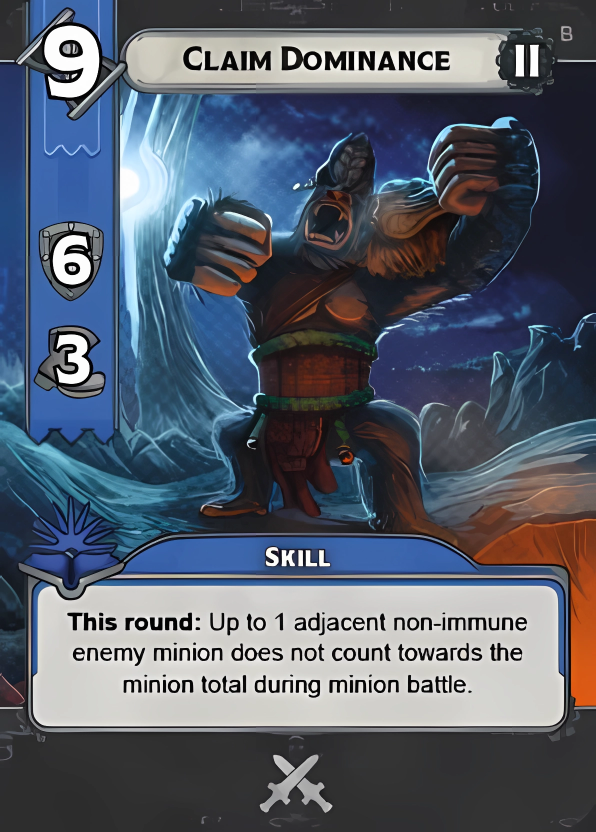 9
CLAIM DOMINANCE
II
B
6
3
SKILL
This round: Up to 1 adjacent non-immune
enemy minion does not count towards the
minion total during minion battle.